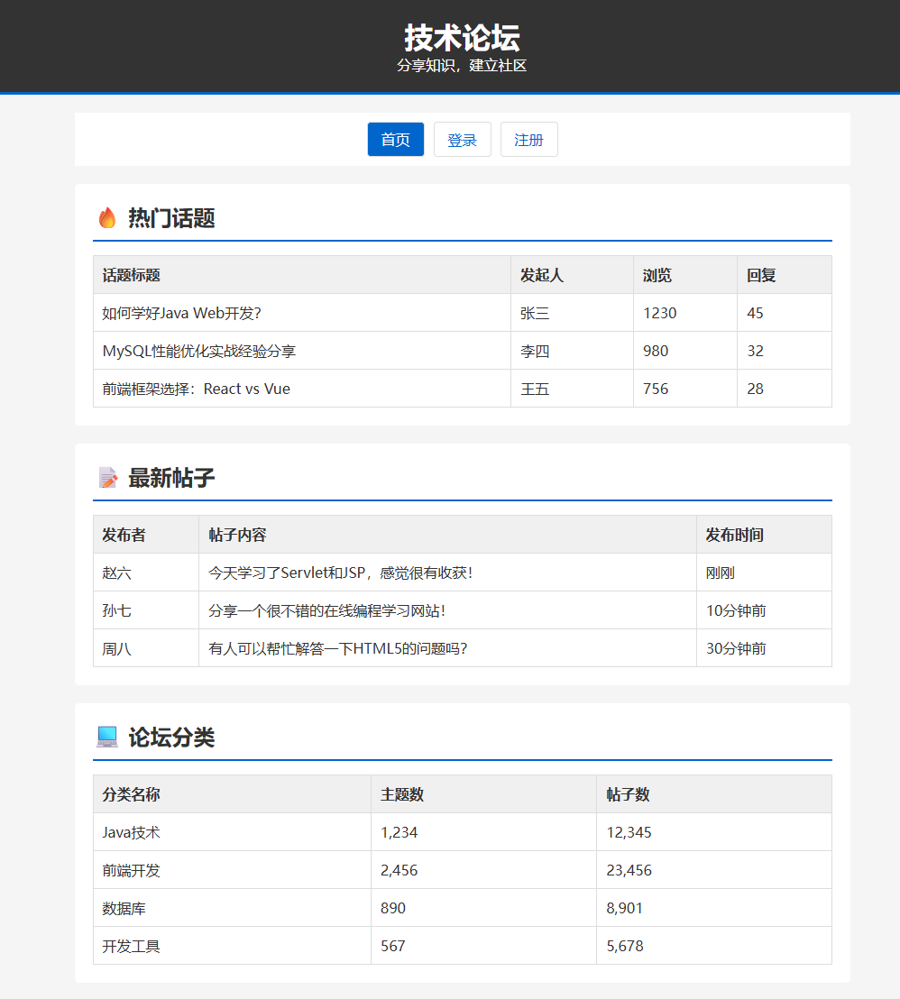 技术论坛
分享知识，建立社区
首页 登录 注册
🔥 热门话题
话题标题 发起人 浏览 回复
如何学好Java Web开发？ 张三 1230 45
MySQL性能优化实战经验分享 李四 980 32
前端框架选择：React vs Vue 王五 756 28
📝 最新帖子
发布者 帖子内容 发布时间
赵六 今天学习了Servlet和JSP，感觉很有收获！ 刚刚
孙七 分享一个很不错的在线编程学习网站！ 10分钟前
周八 有人可以帮忙解答一下HTML5的问题吗？ 30分钟前
💻 论坛分类
分类名称 主题数 帖子数
Java技术 1,234 12,345
前端开发 2,456 23,456
数据库 890 8,901
开发工具 567 5,678